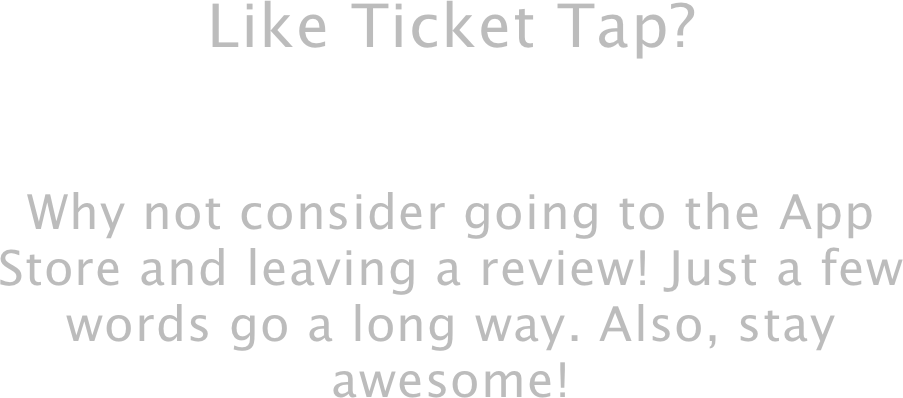 Like Ticket Tap?
Why not consider going to the App
Store and leaving a review! Just a few
words go a long way. Also, stay
awesome!